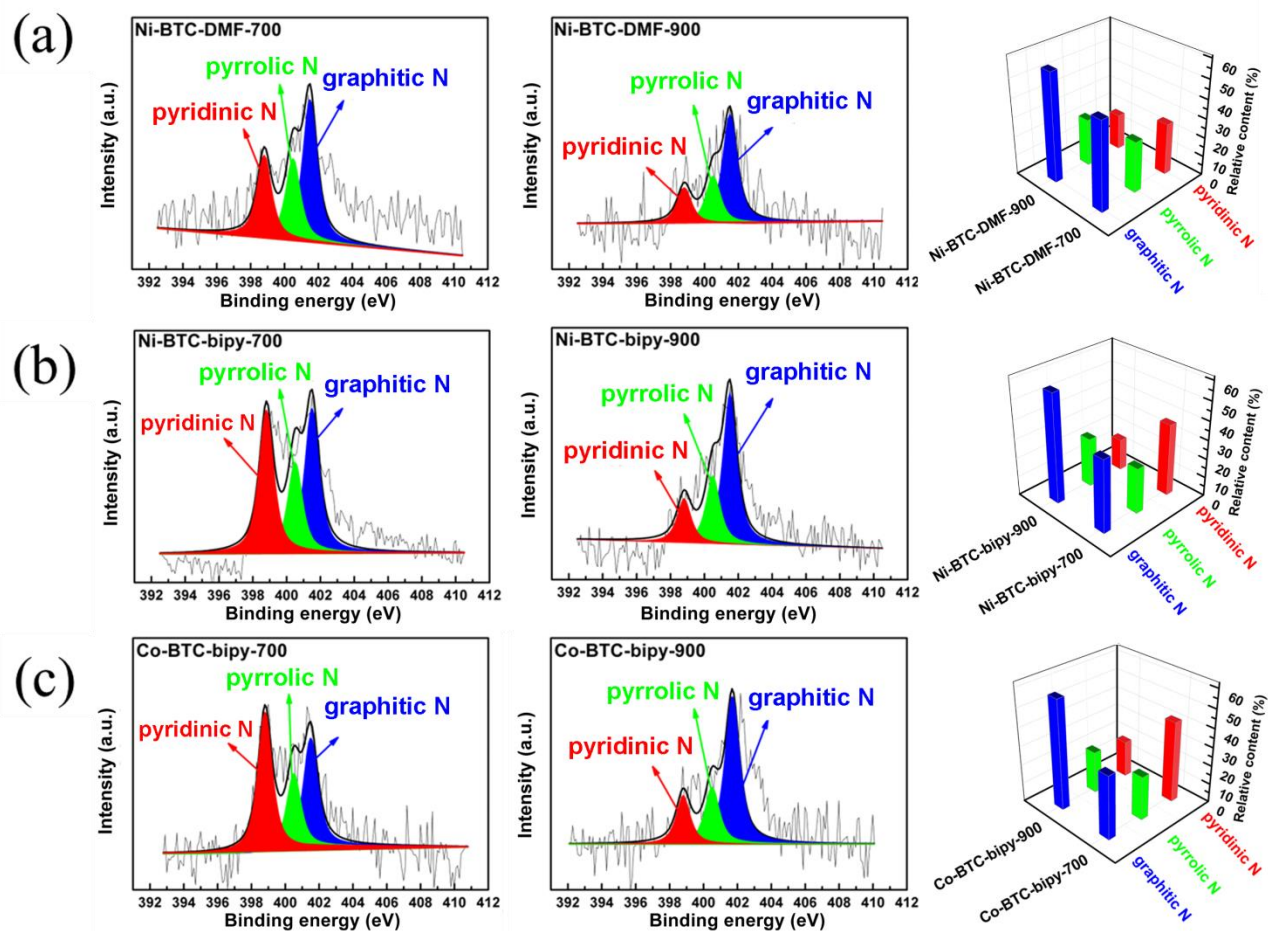 (a)
Ni-BTC-DMF-700
pyrrolic N
graphitic N
pyridinic N
Intensity (a.u.)
392 394 396 398 400 402 404 406 408 410 412
Binding energy (eV)
Ni-BTC-DMF-900
pyrrolic N
graphitic N
pyridinic N
Intensity (a.u.)
392 394 396 398 400 402 404 406 408 410 412
Binding energy (eV)
60
50
40
30
20
10
0
Relative content (%)
Ni-BTC-DMF-900
Ni-BTC-DMF-700
graphitic N
pyrrolic N
pyridinic N
(b)
Ni-BTC-bipy-700
pyrrolic N
graphitic N
pyridinic N
Intensity (a.u.)
392 394 396 398 400 402 404 406 408 410 412
Binding energy (eV)
Ni-BTC-bipy-900
graphitic N
pyrrolic N
pyridinic N
Intensity (a.u.)
392 394 396 398 400 402 404 406 408 410 412
Binding energy (eV)
60
50
40
30
20
10
0
Relative content (%)
Ni-BTC-bipy-900
Ni-BTC-bipy-700
graphitic N
pyrrolic N
pyridinic N
(c)
Co-BTC-bipy-700
pyrrolic N
graphitic N
pyridinic N
Intensity (a.u.)
392 394 396 398 400 402 404 406 408 410 412
Binding energy (eV)
Co-BTC-bipy-900
pyrrolic N
graphitic N
pyridinic N
Intensity (a.u.)
392 394 396 398 400 402 404 406 408 410 412
Binding energy (eV)
60
50
40
30
20
10
0
Relative content (%)
Co-BTC-bipy-900
Co-BTC-bipy-700
graphitic N
pyrrolic N
pyridinic N